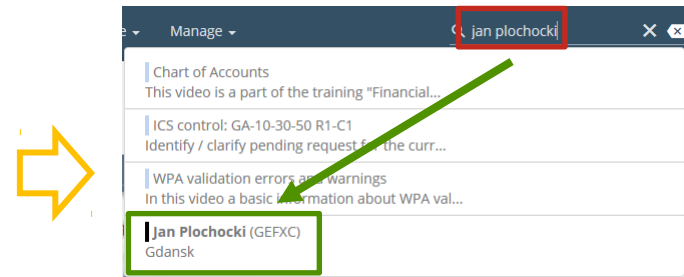 Manage
jan plochocki
Chart of Accounts
This video is a part of the training "Financial...
ICS control: GA-10-30-50 R1-C1
Identify / clarify pending request for the curr...
WPA validation errors and warnings
In this video a basic information about WPA val...
Jan Plochocki (GEFXC)
Gdansk